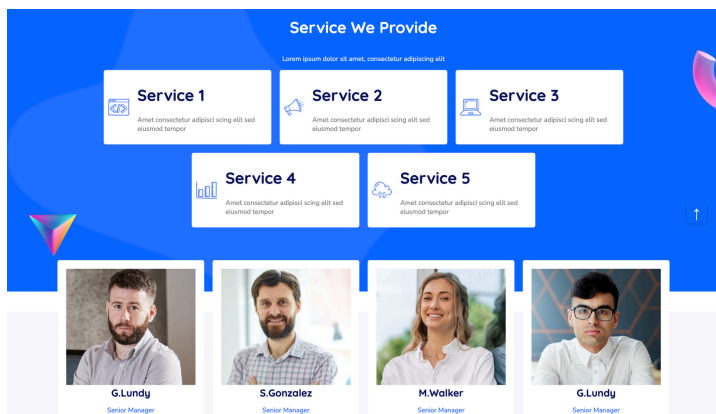 Service We Provide
Lorem ipsum dolor sit amet, consectetur adipiscing elit
Service 1
Amet consectetur adipisci scing elit sed
eiusmod tempor
Service 2
Amet consectetur adipisci scing elit sed
eiusmod tempor
Service 3
Amet consectetur adipisci scing elit sed
eiusmod tempor
Service 4
Amet consectetur adipisci scing elit sed
eiusmod tempor
Service 5
Amet consectetur adipisci scing elit sed
eiusmod tempor
G.Lundy
Senior Manager
S.Gonzalez
Senior Manager
M.Walker
Senior Manager
G.Lundy
Senior Manager